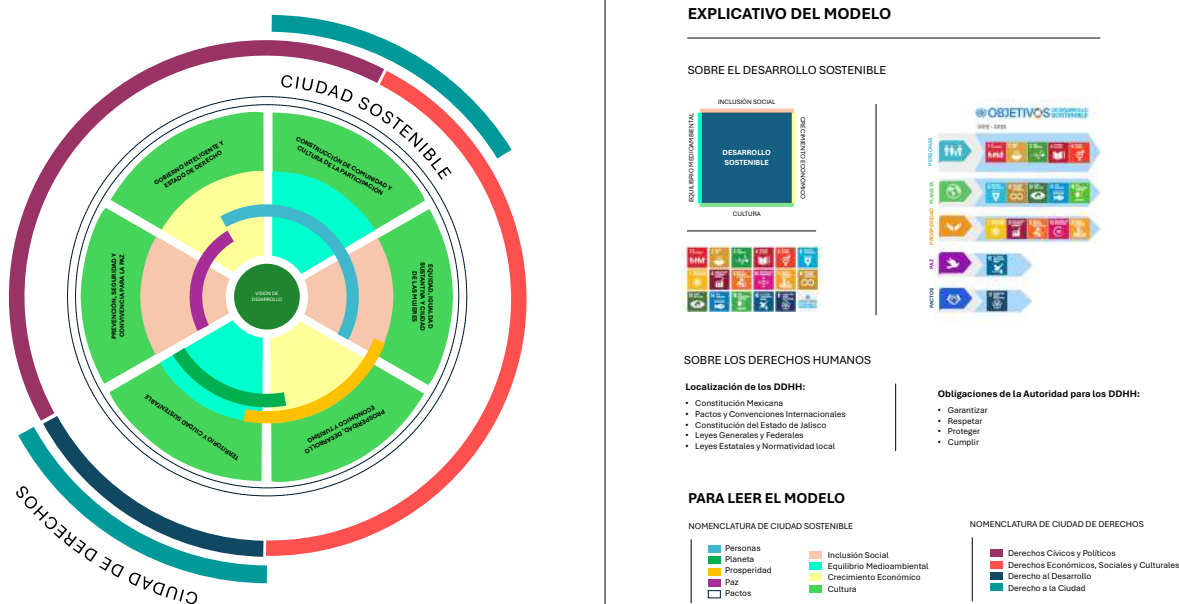 CIUDAD SOSTENIBLE
GOBIERNO INTELIGENTE Y
ESTADO DE DERECHO
CONSTRUCCIÓN DE COMUNIDAD Y
CULTURA DE LA PARTICIPACIÓN
EQUIDAD, IGUALDAD
SUSTANTIVA Y CIUDAD
DE LAS MUJERES
PROSPERIDAD, DESAROLLO
ECONÓMICO Y TURISMO
TERRITORIO Y CIUDAD SUSTENTABLE
PREVENCIÓN, SEGURIDAD Y
CONVIVENCIA PARA LA PAZ
VISIÓN DE
DESARROLLO
CIUDAD DE DERECHOS
EXPLICATIVO DEL MODELO
SOBRE EL DESARROLLO SOSTENIBLE
INCLUSIÓN SOCIAL
EQUILIBRIO MEDIOAMBIENTAL
DESARROLLO
SOSTENIBLE
CRECIMIENTO ECONÓMICO
CULTURA
OBJETIVOS DE DESARROLLO
SOSTENIBLE
PERSONAS
PLANETA
PROSPERIDAD
PAZ
PACTOS
SOBRE LOS DERECHOS HUMANOS
Localización de los DDHH:
• Constitución Mexicana
• Pactos y Convenciones Internacionales
• Constitución del Estado de Jalisco
• Leyes Generales y Federales
• Leyes Estatales y Normatividad local
Obligaciones de la Autoridad para los DDHH:
• Garantizar
• Respetar
• Proteger
• Cumplir
PARA LEER EL MODELO
NOMENCLATURA DE CIUDAD SOSTENIBLE
Personas
Planeta
Prosperidad
Paz
Pactos
Inclusión Social
Equilibrio Medioambiental
Crecimiento Económico
Cultura
NOMENCLATURA DE CIUDAD DE DERECHOS
Derechos Cívicos y Políticos
Derechos Económicos, Sociales y Culturales
Derecho al Desarrollo
Derecho a la Ciudad